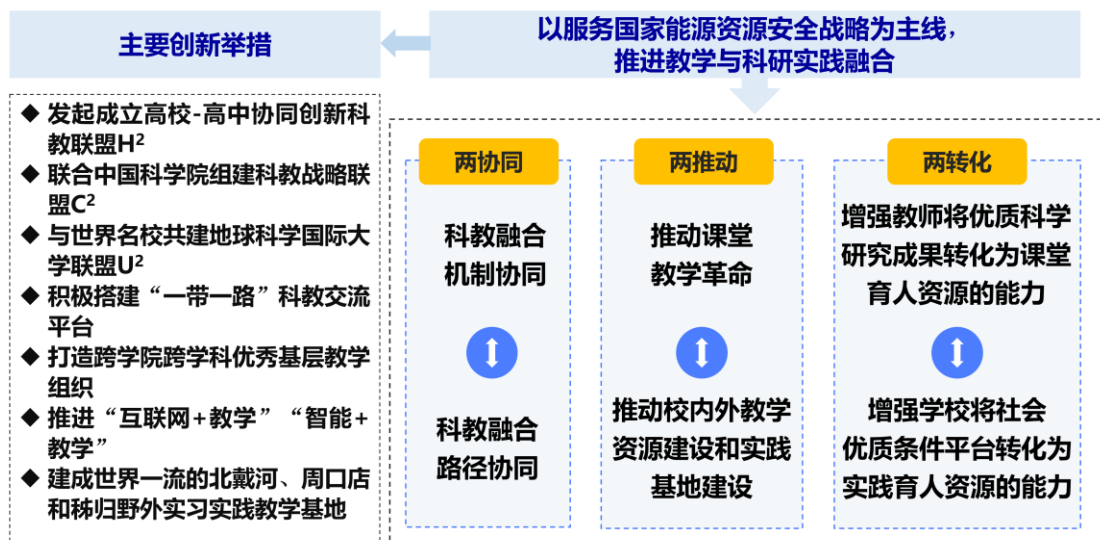 主要创新举措
以服务国家能源资源安全战略为主线，
推进教学与科研实践融合
◆ 发起成立高校-高中协同创新科
教联盟H²
◆ 联合中国科学院组建科教战略联
盟C²
◆ 与世界名校共建地球科学国际大
学联盟U²
◆ 积极搭建“一带一路”科教交流
平台
◆ 打造跨学院跨学科优秀基层教学
组织
◆ 推进“互联网+教学”“智能+
教学”
◆ 建成世界一流的北戴河、周口店
和秭归野外实习实践教学基地
两协同
科教融合
机制协同
科教融合
路径协同
两推动
推动课堂
教学革命
推动校内外教学
资源建设和实践
基地建设
两转化
增强教师将优质科学
研究成果转化为课堂
育人资源的能力
增强学校将社会
优质条件平台转化为
实践育人资源的能力